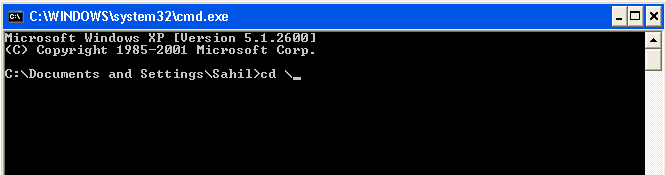 C:\WINDOWS\system32\cmd.exe
Microsoft Windows XP [Version 5.1.2600]
(C) Copyright 1985-2001 Microsoft Corp.
C:\Documents and Settings\Sahil>cd \_